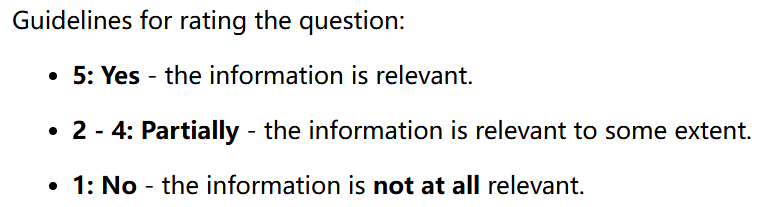 Guidelines for rating the question:
• 5: Yes - the information is relevant.
• 2 - 4: Partially - the information is relevant to some extent.
• 1: No - the information is not at all relevant.